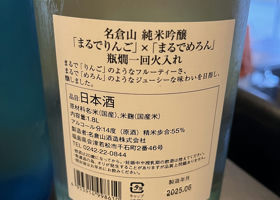 名倉山 純米吟醸
「まるでりんご」×「まるでめろん」
瓶燗一回火入れ
「まるで「りんご」のようなフルーティーさ、
まるで「めろん」のようなジューシーな味わいを目指し、
醸しました。
品目 日本酒
原材料名:米(国産)、米麹(国産米)
内容量:1.8L
アルコール分:14度(原酒) 精米歩合55%
製造者:名倉山酒造株式会社
福島県会津若松市千石町2番46号
TEL 0242-22-0844
製造年月
2025.06